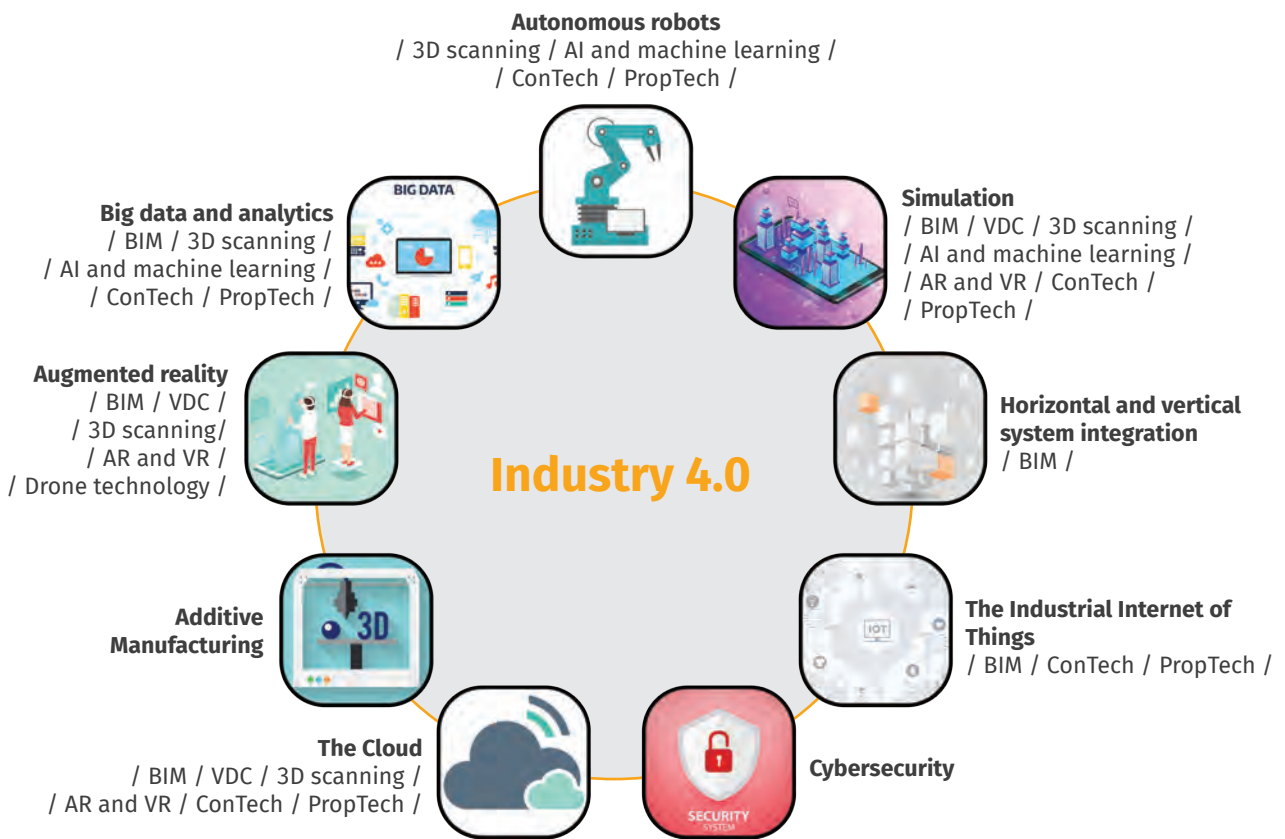 Autonomous robots
/ 3D scanning / AI and machine learning /
/ ConTech / PropTech /
BIG DATA
Big data and analytics
/ BIM / 3D scanning /
/ AI and machine learning /
/ ConTech / PropTech /
Simulation
/ BIM / VDC / 3D scanning /
/ AI and machine learning /
/ AR and VR / ConTech /
/ PropTech /
Augmented reality
/ BIM / VDC /
/ 3D scanning/
/ AR and VR /
/ Drone technology /
Horizontal and vertical
system integration
/ BIM /
Industry 4.0
Additive
Manufacturing
3D
IOT
The Industrial Internet of
Things
/ BIM / ConTech / PropTech /
The Cloud
/ BIM / VDC / 3D scanning /
/ AR and VR / ConTech / PropTech /
SECURITY
SYSTEM
Cybersecurity